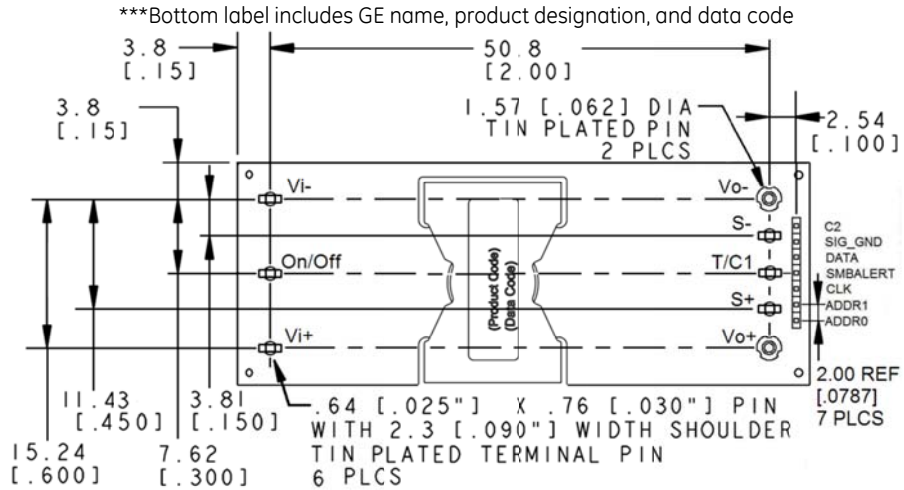 ***Bottom label includes GE name, product designation, and data code
3.8
[.15]
50.8
[2.00]
3.8
[.15]
1.57 [.062] DIA
TIN PLATED PIN
2 PLCS
2.54
[.100]
Vi-
Vo-
S-
C2
SIG_GND
DATA
SMBALERT
CLK
ADDR1
ADDR0
On/Off
T/C1
(Product Code)
(Data Code)
S+
Vi+
Vo+
2.00 REF
[.0787]
7 PLCS
11.43
[.450]
3.81
[.150]
.64 [.025"] X .76 [.030"] PIN
WITH 2.3 [.090"] WIDTH SHOULDER
TIN PLATED TERMINAL PIN
6 PLCS
15.24
[.600]
7.62
[.300]